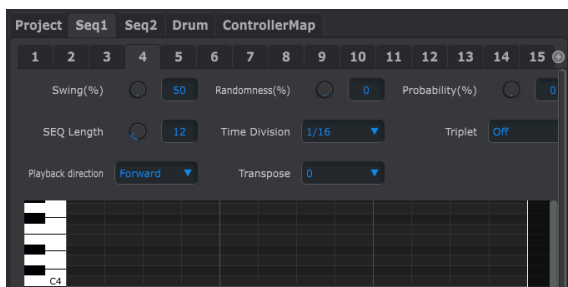 Project Seq1 Seq2 Drum ControllerMap
1 2 3 4 5 6 7 8 9 10 11 12 13 14 15
Swing(%) 50 Randomness(%) 0 Probability(%) 0
SEQ Length 12 Time Division 1/16 Triplet Off
Playback direction Forward Transpose 0
C4